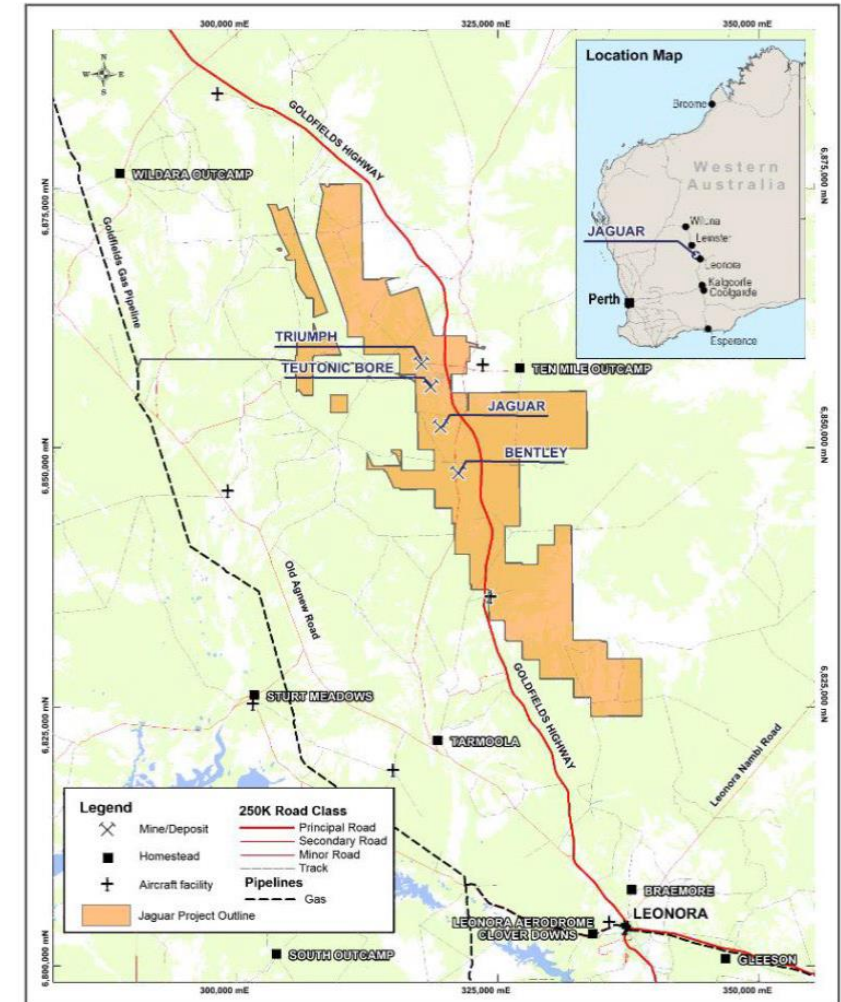 300,000 mE
325,000 mE
350,000 mE
N
W
E
S
Location Map
Broome
Western
Australia
Wiluna
JAGUAR
Leinster
Leonora
Kalgoorlie
Coolgardie
Perth
Esperance
GOLDFIELDS HIGHWAY
WILDARA OUTCAMP
6,875,000 mN
6,875,000 mN
Goldfields Gas Pipeline
TRIUMPH
TEUTONIC BORE
TEN MILE OUTCAMP
JAGUAR
BENTLEY
6,850,000 mN
6,850,000 mN
Old Agnew Road
GOLDFIELDS HIGHWAY
STURT MEADOWS
6,825,000 mN
6,825,000 mN
TARMOOLA
Leonora Nambi Road
Legend
Mine/Deposit
Homestead
Aircraft facility
Jaguar Project Outline
250K Road Class
Principal Road
Secondary Road
Minor Road
Track
Pipelines
Gas
BRAEMORE
LEONORA
LEONORA AERODROME
CLOVER DOWNS
GLEESON
SOUTH OUTCAMP
6,800,000 mN
300,000 mE
325,000 mE
350,000 mE